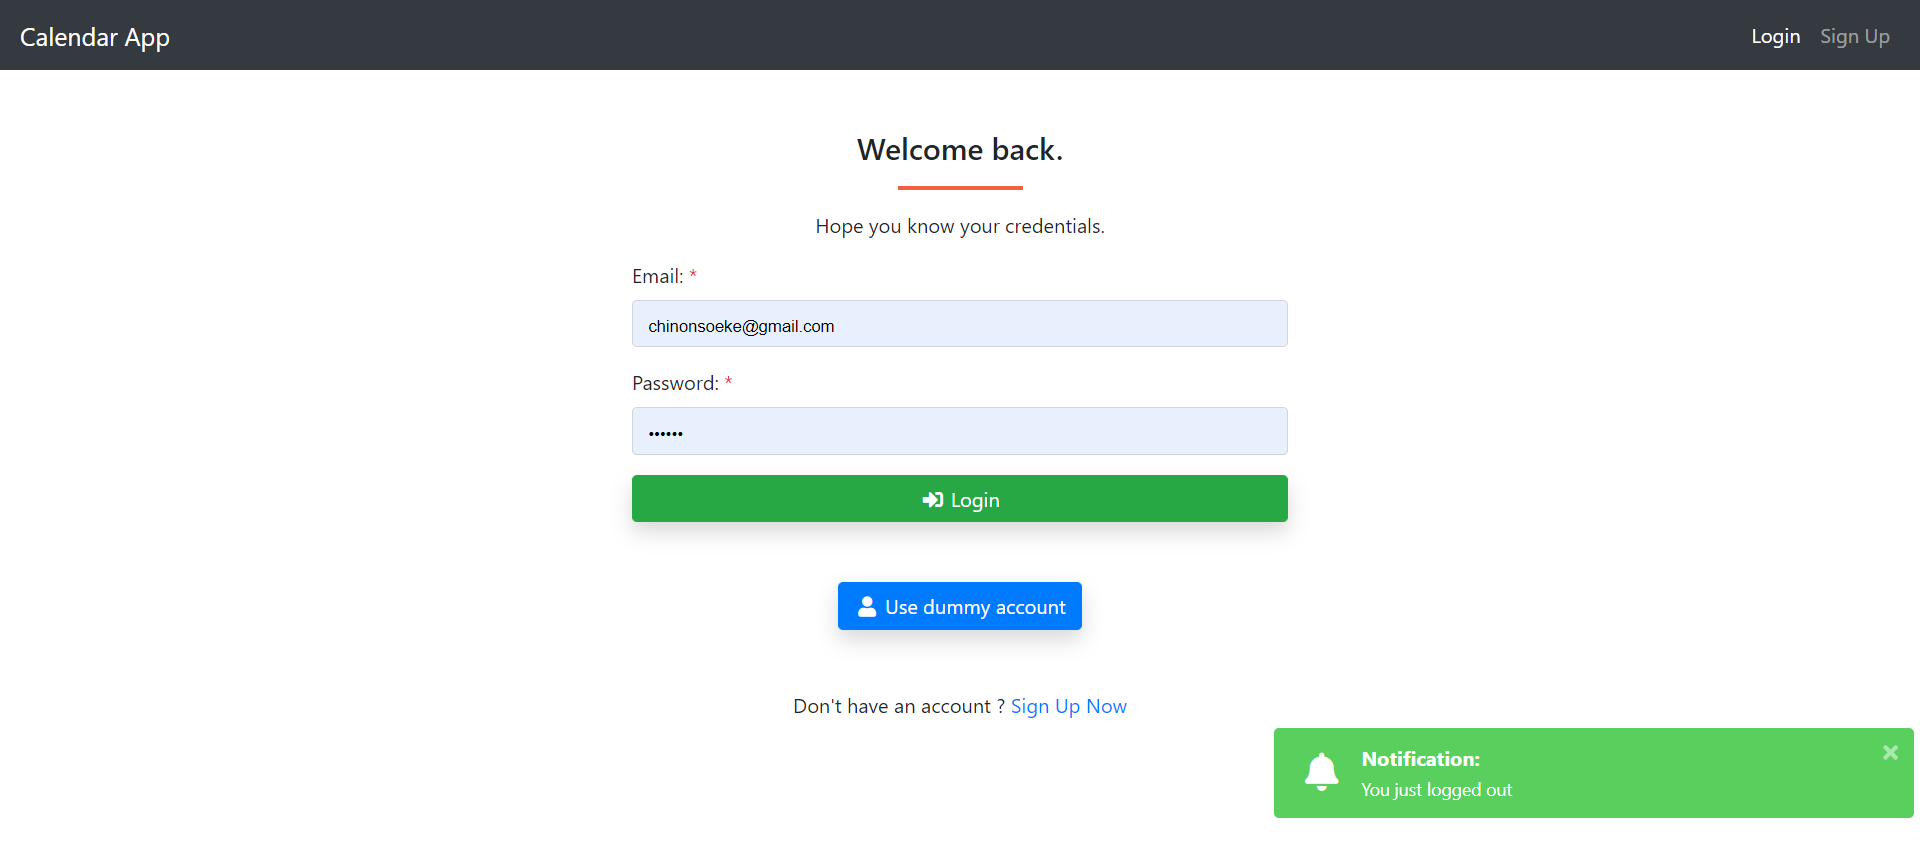 Calendar App
Login Sign Up
Welcome back.
Hope you know your credentials.
Email: *
chinonsoeke@gmail.com
Password: *
••••••
Login
Use dummy account
Don't have an account ? Sign Up Now
Notification:
You just logged out